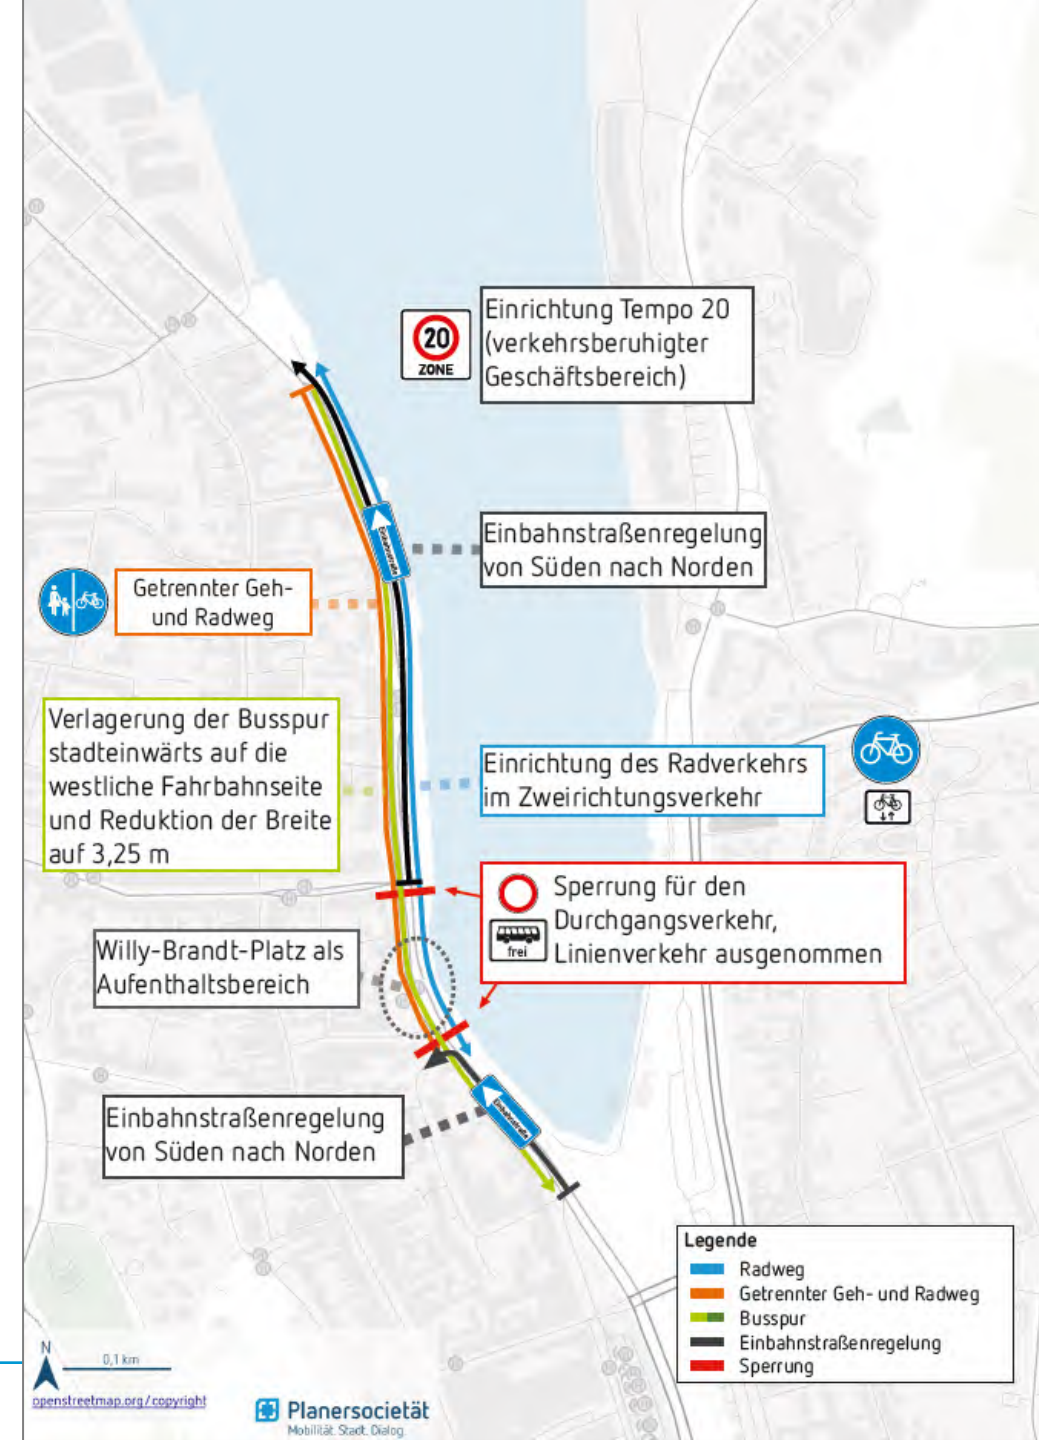 Einrichtung Tempo 20
(verkehrsberuhigter
Geschäftsbereich)
20
ZONE
Einbahnstraßenregelung
von Süden nach Norden
Einbahnstraße
Getrennter Geh-
und Radweg
Verlagerung der Busspur
stadteinwärts auf die
westliche Fahrbahnseite
und Reduktion der Breite
auf 3,25 m
Einrichtung des Radverkehrs
im Zweirichtungsverkehr
Sperrung für den
Durchgangsverkehr,
Linienverkehr ausgenommen
frei
Willy-Brandt-Platz als
Aufenthaltsbereich
Einbahnstraßenregelung
von Süden nach Norden
Einbahnstraße
Legende
Radweg
Getrennter Geh- und Radweg
Busspur
Einbahnstraßenregelung
Sperrung
N
0,1 km
openstreetmap.org/copyright
Planersocietät
Mobilität. Stadt. Dialog.